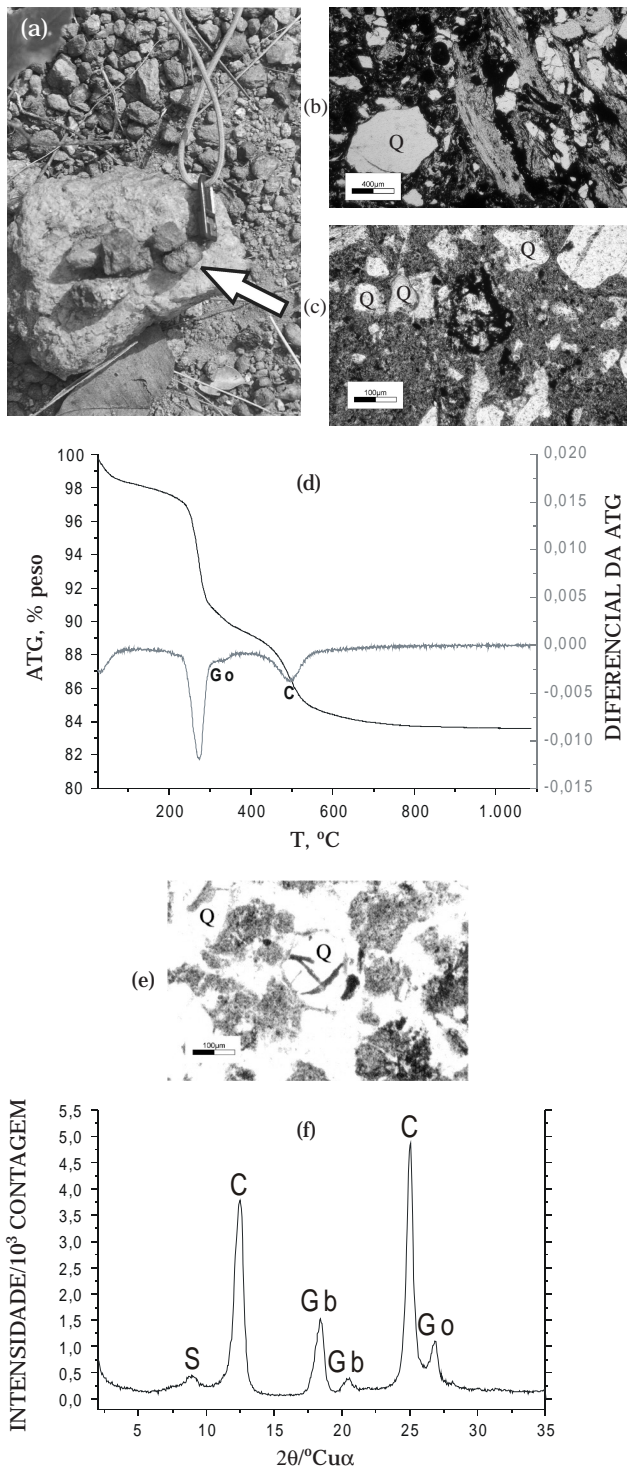 (a)
(b)
Q
400µm
(c)
Q
Q
Q
100µm
(d)
ATG, % peso
100
98
96
94
92
90
88
86
84
82
80
0,020
0,015
0,010
0,005
0,000
-0,005
-0,010
-0,015
DIFERENCIAL DA ATG
Go
C
200
400
600
800
1.000
T, ºC
(e)
Q
Q
100µm
(f)
INTENSIDADE/10³ CONTAGEM
5,5
5,0
4,5
4,0
3,5
3,0
2,5
2,0
1,5
1,0
0,5
0,0
S
C
Gb
Gb
C
Go
5
10
15
20
25
30
35
2θ/ºCuα